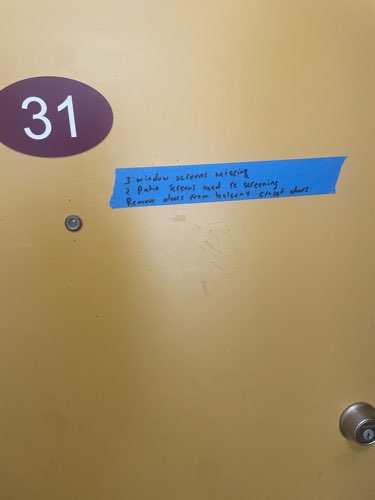 31
3 window screens missing
2 Patio screens need re screening
Remove doors from balcony closet doors